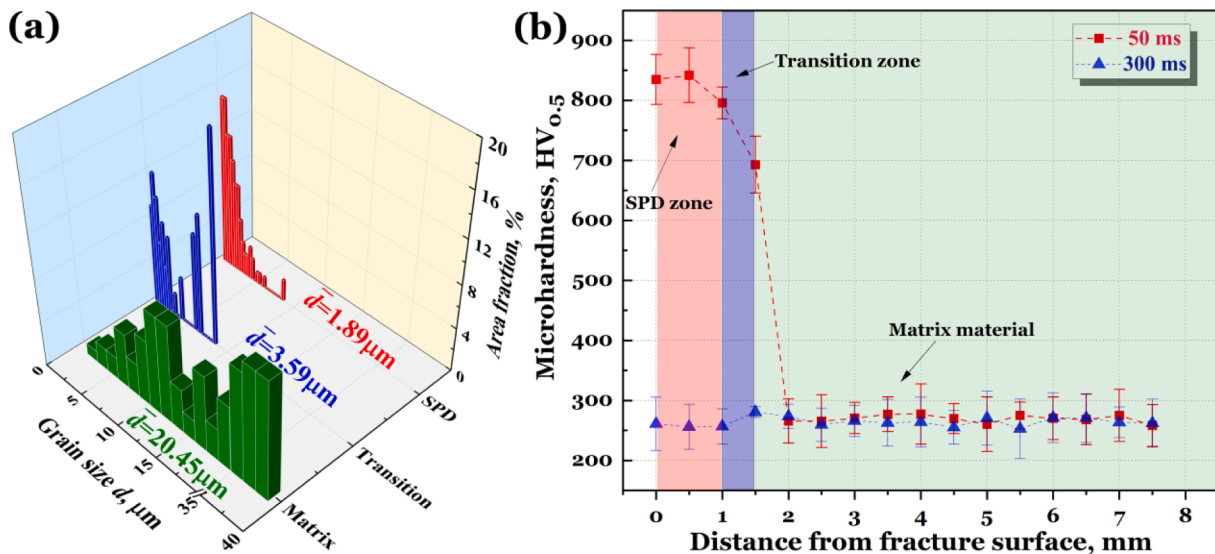 (a)
20
16
12
8
4
0
Area fraction, %
d̅=1.89μm
d̅=3.59μm
d̅=20.45μm
0
5
10
15
35
40
Grain size d, μm
SPD
Transition
Matrix
(b)
900
800
700
600
500
400
300
200
Microhardness, HV₀.₅
50 ms
300 ms
Transition zone
SPD zone
Matrix material
0 1 2 3 4 5 6 7 8
Distance from fracture surface, mm